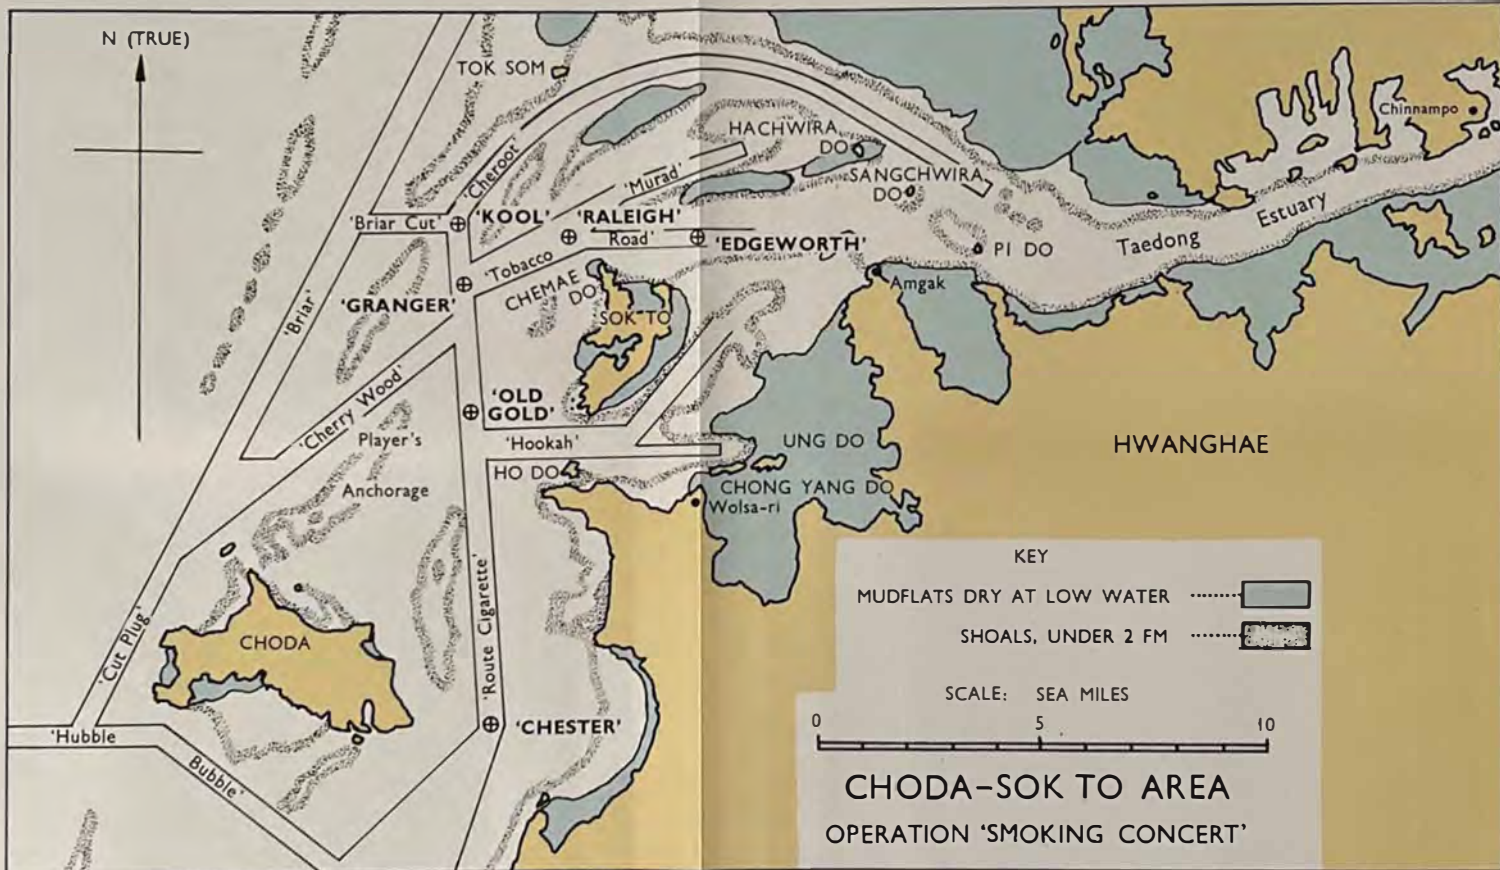 N (TRUE)
TOK SOM
Chinnampo
'Cheroot'
HACHWIRA
DO
'Murad'
SANGCHWIRA
DO
'Briar Cut'
'KOOL'
'RALEIGH'
Estuary
Taedong
'Tobacco
Road'
'EDGEWORTH'
PI DO
'GRANGER'
CHEMAE
DO
Amgak
'Briar'
SOK TO
'Cherry Wood'
'OLD
GOLD'
Player's
Anchorage
'Hookah'
HO DO
UNG DO
HWANGHAE
CHONG YANG DO
Wolsa-ri
'Route Cigarette'
'Cut Plug'
CHODA
'CHESTER'
'Hubble
Bubble'
KEY
MUDFLATS DRY AT LOW WATER
SHOALS, UNDER 2 FM
SCALE: SEA MILES
0 5 10
CHODA-SOK TO AREA
OPERATION 'SMOKING CONCERT'